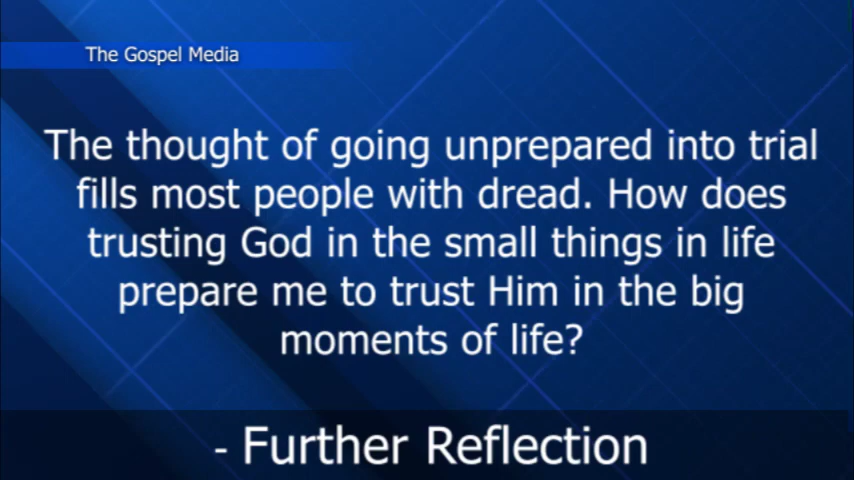 The Gospel Media
The thought of going unprepared into trial
fills most people with dread. How does
trusting God in the small things in life
prepare me to trust Him in the big
moments of life?
- Further Reflection